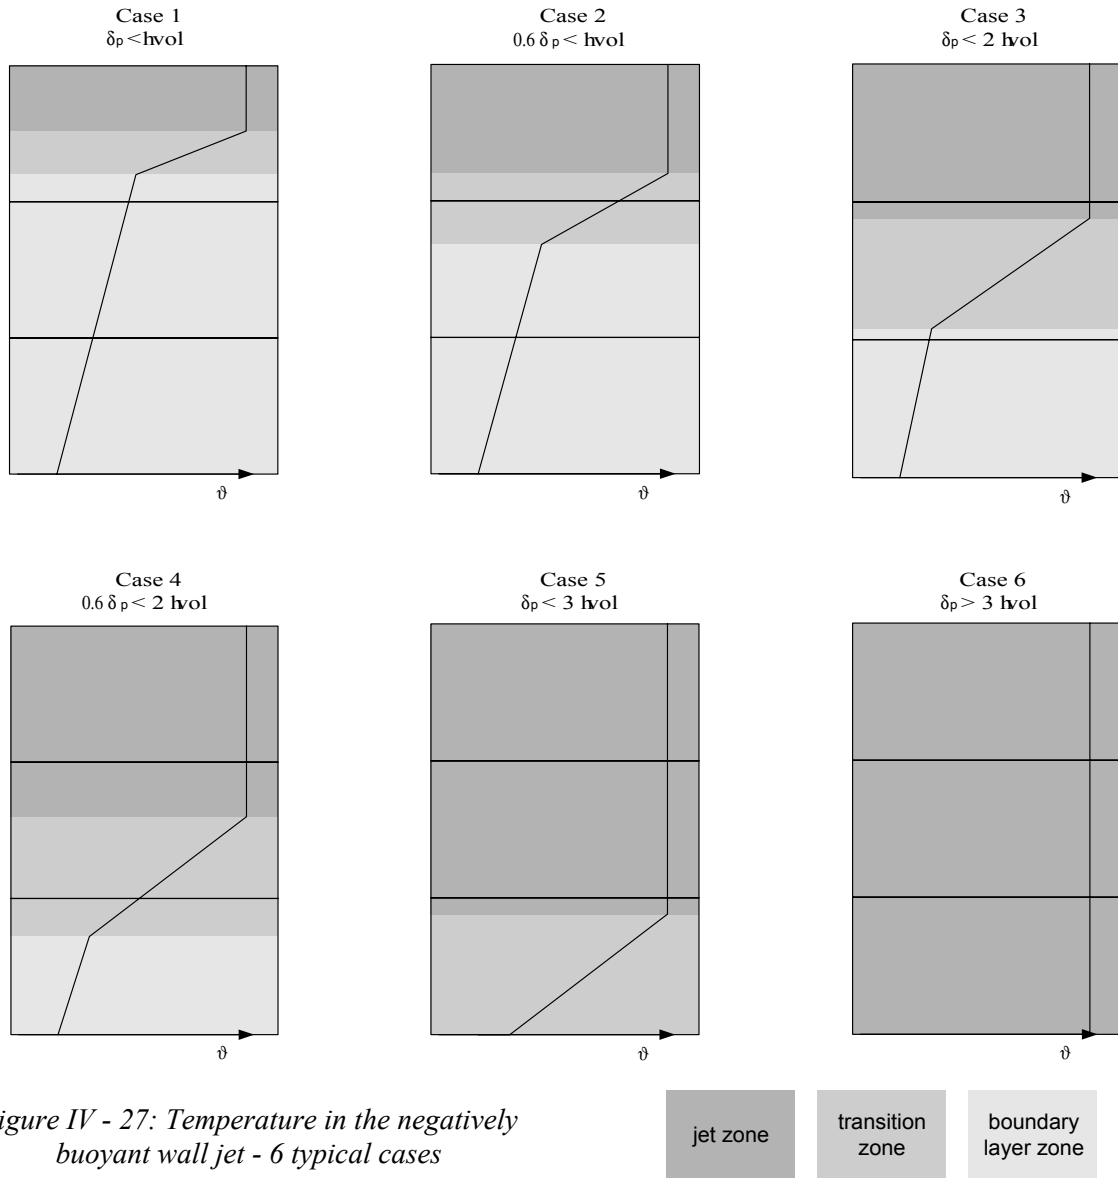 Case 1
δp < hvol
Case 2
0.6 δp < hvol
Case 3
δp < 2 hvol
ϑ
ϑ
ϑ
Case 4
0.6 δp < 2 hvol
Case 5
δp < 3 hvol
Case 6
δp > 3 hvol
ϑ
ϑ
ϑ
igure IV - 27: Temperature in the negatively
buoyant wall jet - 6 typical cases
jet zone
transition
zone
boundary
layer zone